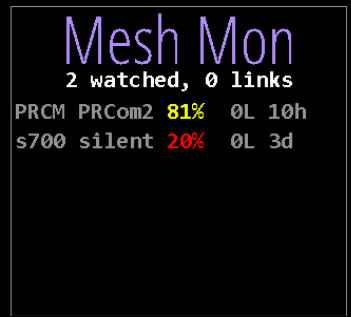 Mesh Mon
2 watched, 0 links
PRCM PRCom2 81% 0L 10h
s700 silent 20% 0L 3d